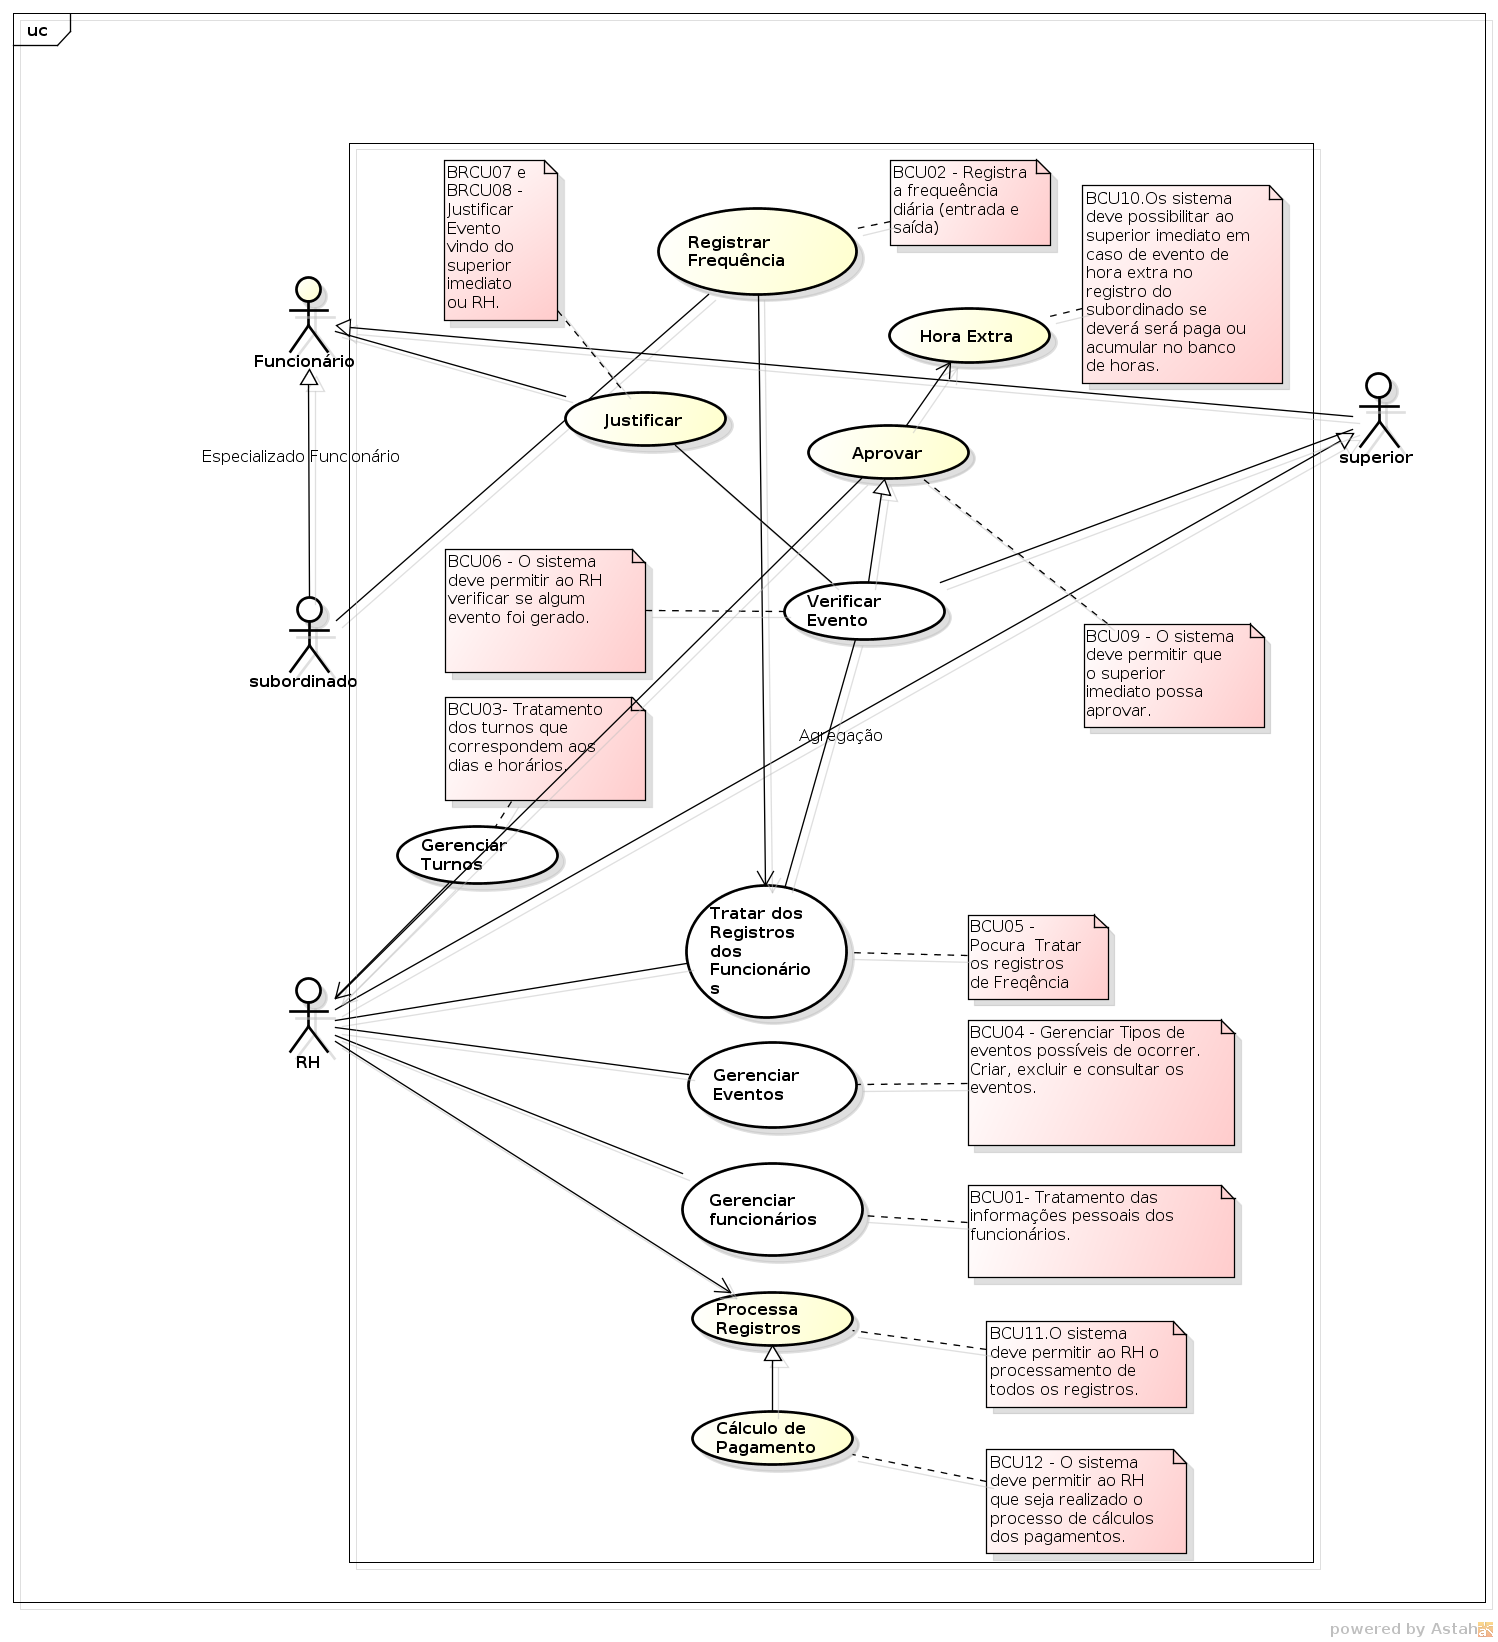 uc
BRCU07 e
BRCU08 -
Justificar
Evento
vindo do
superior
imediato
ou RH.
Registrar
Frequência
BCU02 - Registra
a frequeência
diária (entrada e
saída)
BCU10.Os sistema
deve possibilitar ao
superior imediato em
caso de evento de
hora extra no
registro do
subordinado se
deverá será paga ou
acumular no banco
de horas.
Hora Extra
Funcionário
Justificar
Aprovar
superior
Especializado Funcionário
BCU06 - O sistema
deve permitir ao RH
verificar se algum
evento foi gerado.
Verificar
Evento
BCU09 - O sistema
deve permitir que
o superior
imediato possa
aprovar.
subordinado
BCU03- Tratamento
dos turnos que
correspondem aos
dias e horários.
Agregação
Gerenciar
Turnos
Tratar dos
Registros
dos
Funcionário
s
BCU05 -
Pocura  Tratar
os registros
de Freqência
RH
Gerenciar
Eventos
BCU04 - Gerenciar Tipos de
eventos possíveis de ocorrer.
Criar, excluir e consultar os
eventos.
Gerenciar
funcionários
BCU01- Tratamento das
informações pessoais dos
funcionários.
Processa
Registros
BCU11.O sistema
deve permitir ao RH o
processamento de
todos os registros.
Cálculo de
Pagamento
BCU12 - O sistema
deve permitir ao RH
que seja realizado o
processo de cálculos
dos pagamentos.
powered by Astah